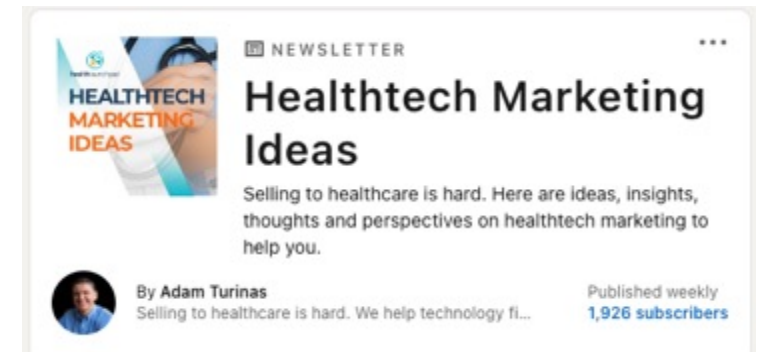 NEWSLETTER
Healthtech Marketing
Ideas
Selling to healthcare is hard. Here are ideas, insights,
thoughts and perspectives on healthtech marketing to
help you.
HEALTHTECH
MARKETING
IDEAS
By Adam Turinas
Selling to healthcare is hard. We help technology fi...
Published weekly
1,926 subscribers